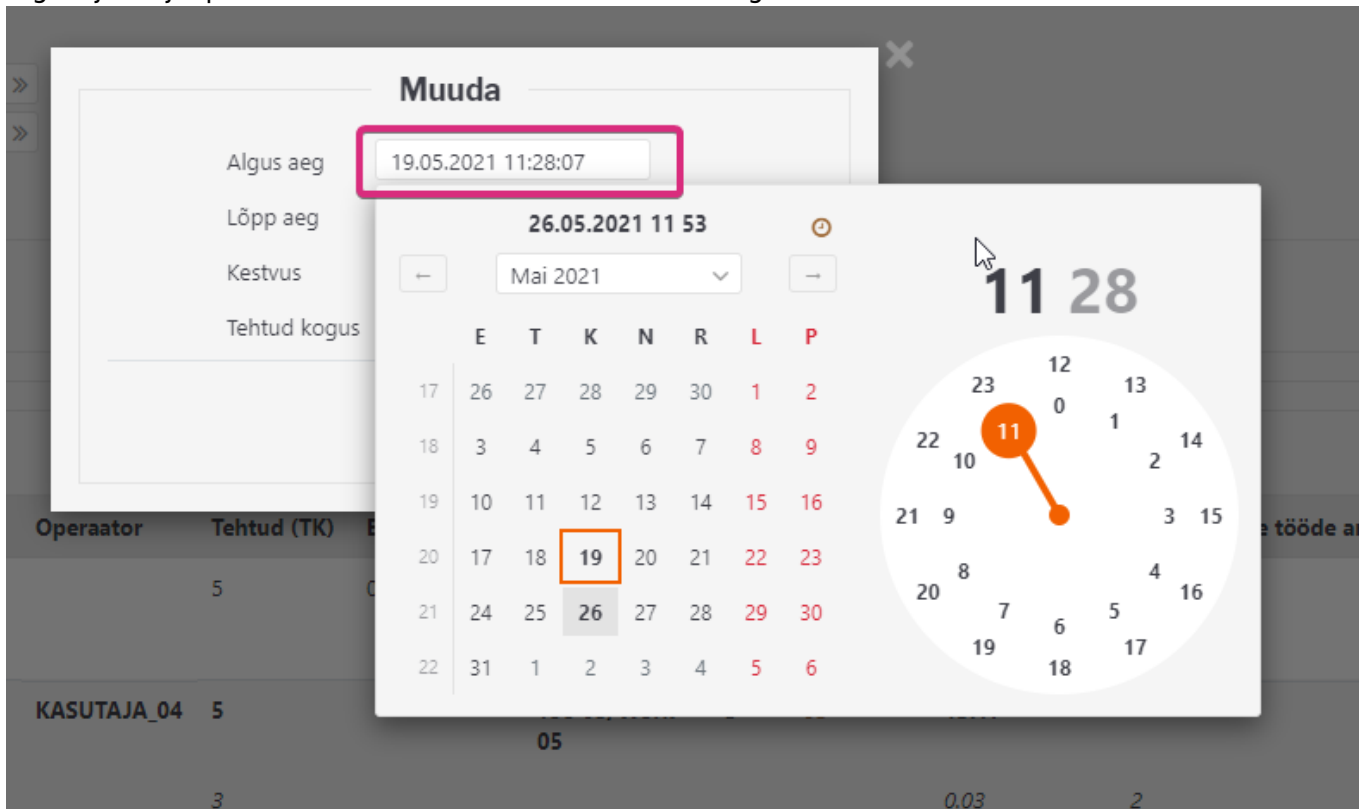 Muuda
Algus aeg 19.05.2021 11:28:07
Lõpp aeg
Kestvus
Tehtud kogus
26.05.2021 11 53
← Mai 2021 →
E T K N R L P
17 26 27 28 29 30 1 2
18 3 4 5 6 7 8 9
19 10 11 12 13 14 15 16
20 17 18 19 20 21 22 23
21 24 25 26 27 28 29 30
22 31 1 2 3 4 5 6
11 28
12
23 13
0
11 1
22 14
10 2
21 9 3 15
8 4
20 16
7 5
6
19 17
18
Operaator Tehtud (TK) tööde
5
KASUTAJA_04 5
05
3 0.03 2